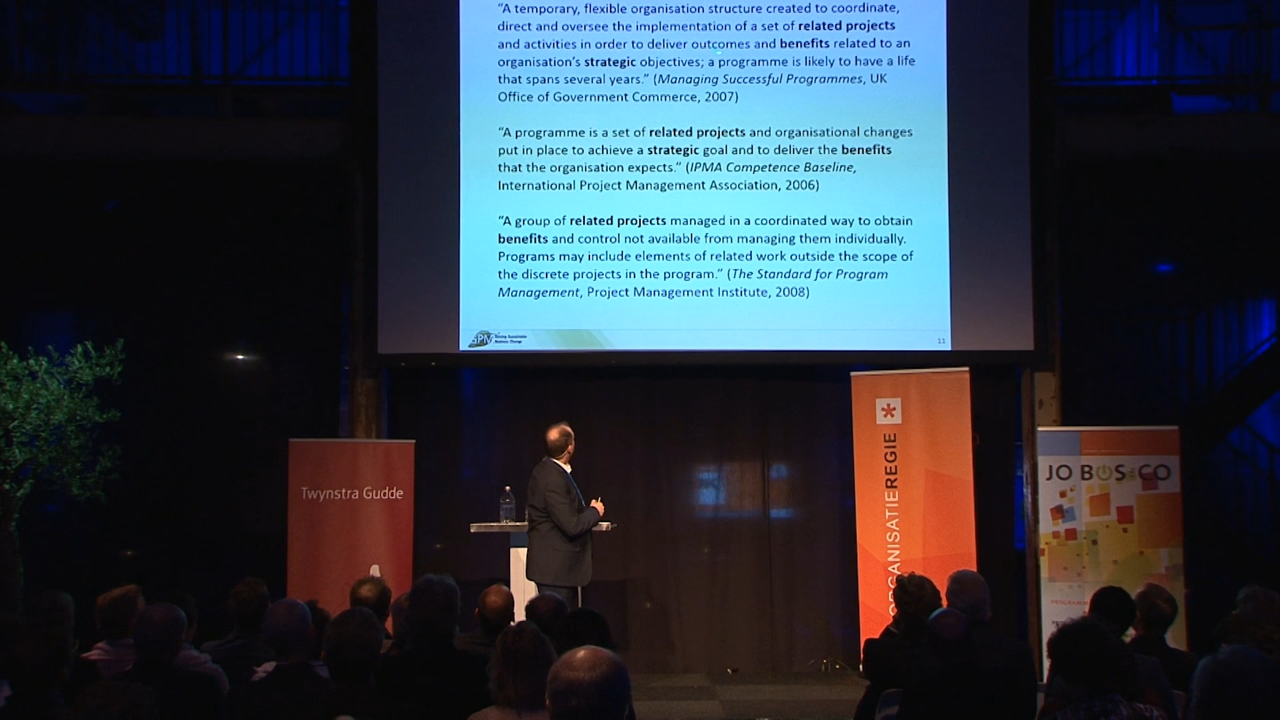 “A temporary, flexible organisation structure created to coordinate,
direct and oversee the implementation of a set of related projects
and activities in order to deliver outcomes and benefits related to an
organisation’s strategic objectives; a programme is likely to have a life
that spans several years.” (Managing Successful Programmes, UK
Office of Government Commerce, 2007)
“A programme is a set of related projects and organisational changes
put in place to achieve a strategic goal and to deliver the benefits
that the organisation expects.” (IPMA Competence Baseline,
International Project Management Association, 2006)
“A group of related projects managed in a coordinated way to obtain
benefits and control not available from managing them individually.
Programs may include elements of related work outside the scope of
the discrete projects in the program.” (The Standard for Program
Management, Project Management Institute, 2008)
Business Change
11
Twynstra Gudde
ORGANISATIEREGIE
JO BOS CO